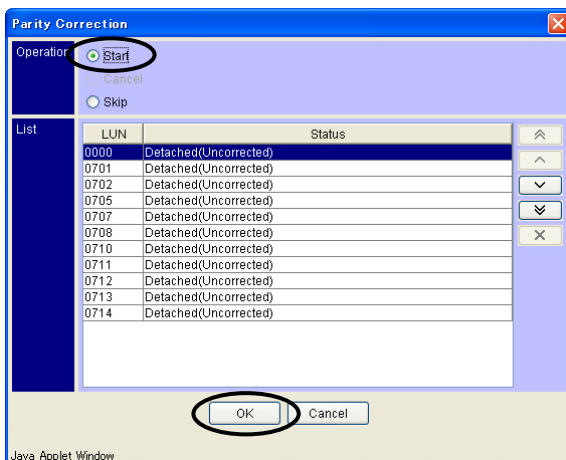 Parity Correction
Operation
Start
Cancel
Skip
List
LUN Status
0000 Detached(Uncorrected)
0701 Detached(Uncorrected)
0702 Detached(Uncorrected)
0705 Detached(Uncorrected)
0707 Detached(Uncorrected)
0708 Detached(Uncorrected)
0710 Detached(Uncorrected)
0711 Detached(Uncorrected)
0712 Detached(Uncorrected)
0713 Detached(Uncorrected)
0714 Detached(Uncorrected)
OK Cancel
Java Applet Window